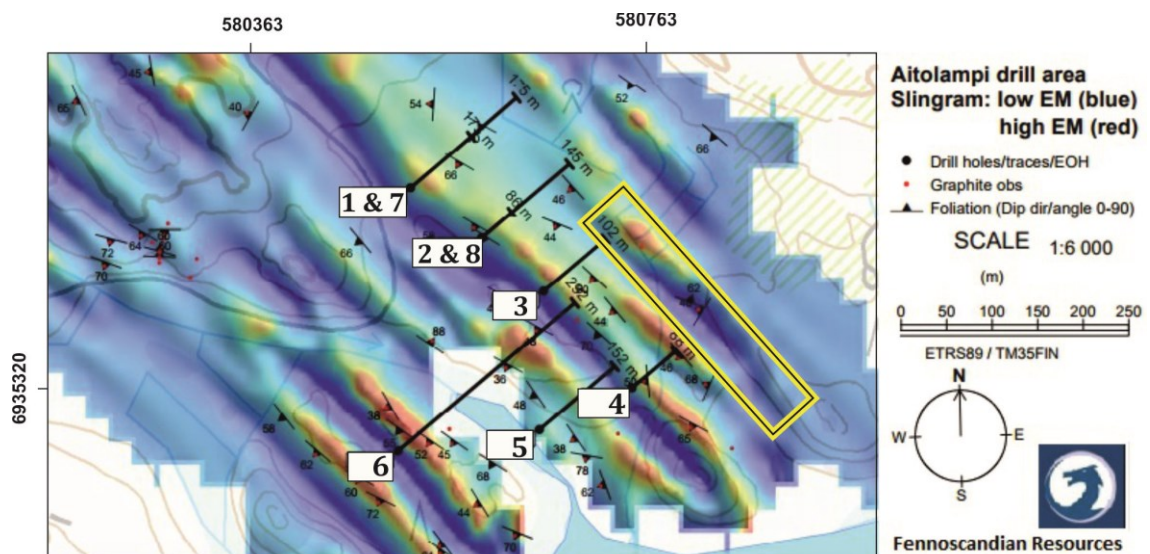 580363
580763
6935320
45
65
40
54
175 m
52
66
66
1 & 7
145 m
86 m
46
44
2 & 8
102 m
64
72
70
66
62
292 m
3
44
88
48
36
152 m
4
46
68
38
5
48
58
52
45
6
68
38
78
62
65
62
60
72
44
70
Aitolampi drill area
Slingram: low EM (blue)
high EM (red)
Drill holes/traces/EOH
Graphite obs
Foliation (Dip dir/angle 0-90)
SCALE 1:6 000
(m)
0 50 100 150 200 250
ETRS89 / TM35FIN
N
W
E
S
Fennoscandian Resources